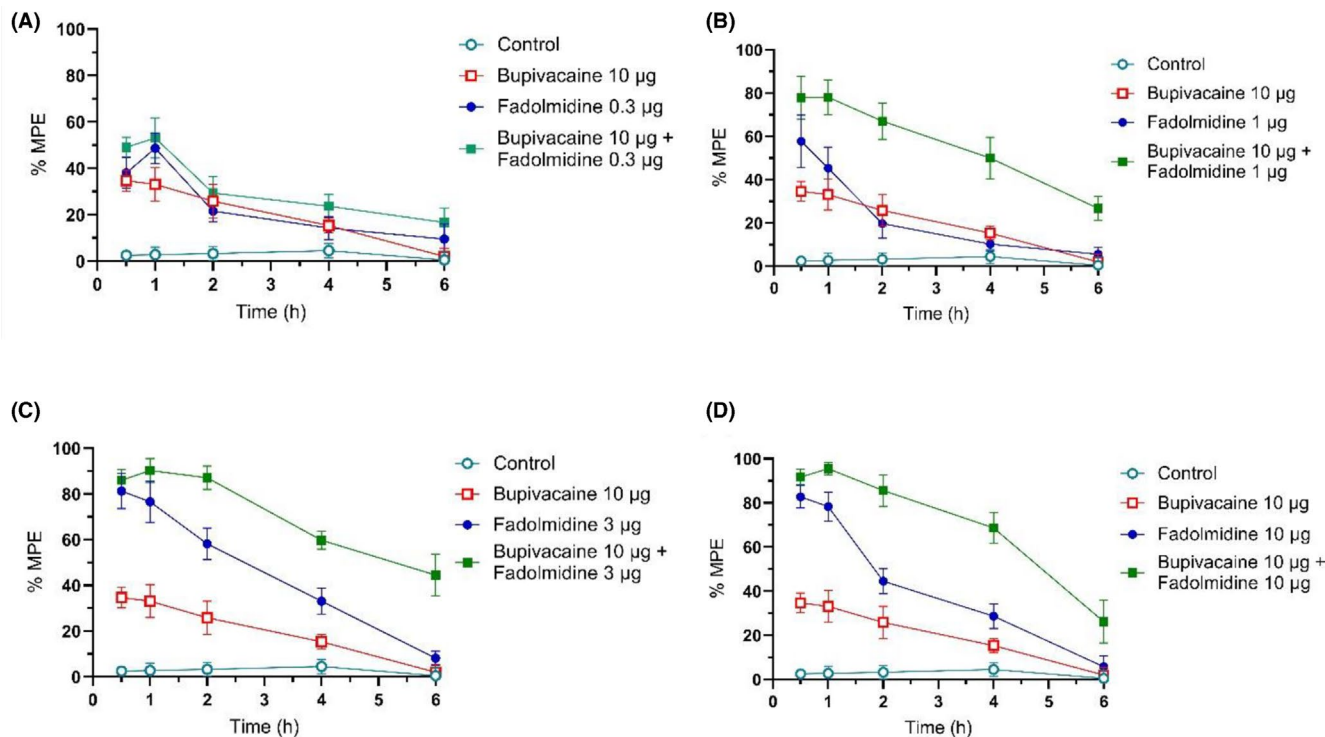 (A)
100
80
60
40
20
0
% MPE
0 1 2 3 4 5 6
Time (h)
Control
Bupivacaine 10 µg
Fadolmidine 0.3 µg
Bupivacaine 10 µg +
Fadolmidine 0.3 µg
(B)
100
80
60
40
20
0
% MPE
0 1 2 3 4 5 6
Time (h)
Control
Bupivacaine 10 µg
Fadolmidine 1 µg
Bupivacaine 10 µg +
Fadolmidine 1 µg
(C)
100
80
60
40
20
0
% MPE
0 1 2 3 4 5 6
Time (h)
Control
Bupivacaine 10 µg
Fadolmidine 3 µg
Bupivacaine 10 µg +
Fadolmidine 3 µg
(D)
100
80
60
40
20
0
% MPE
0 1 2 3 4 5 6
Time (h)
Control
Bupivacaine 10 µg
Fadolmidine 10 µg
Bupivacaine 10 µg +
Fadolmidine 10 µg